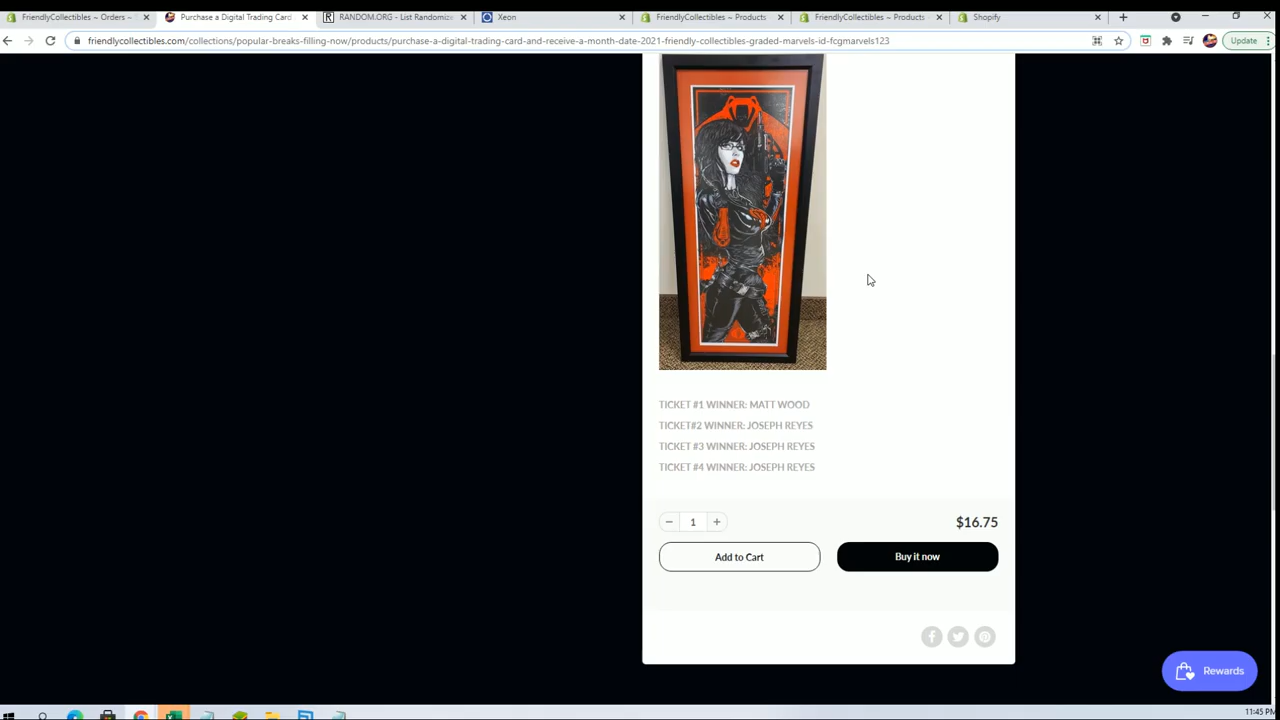 FriendlyCollectibles ~ Orders ~
Purchase a Digital Trading Card
RANDOM.ORG - List Randomize
Xeon
FriendlyCollectibles ~ Products
FriendlyCollectibles ~ Products
Shopify
friendlycollectibles.com/collections/popular-breaks-filling-now/products/purchase-a-digital-trading-card-and-receive-a-month-date-2021-friendly-collectibles-graded-marvels-id-fcgmarvels123
Update
TICKET #1 WINNER: MATT WOOD
TICKET#2 WINNER: JOSEPH REYES
TICKET #3 WINNER: JOSEPH REYES
TICKET #4 WINNER: JOSEPH REYES
1
$16.75
Add to Cart
Buy it now
Rewards
11:45 PM